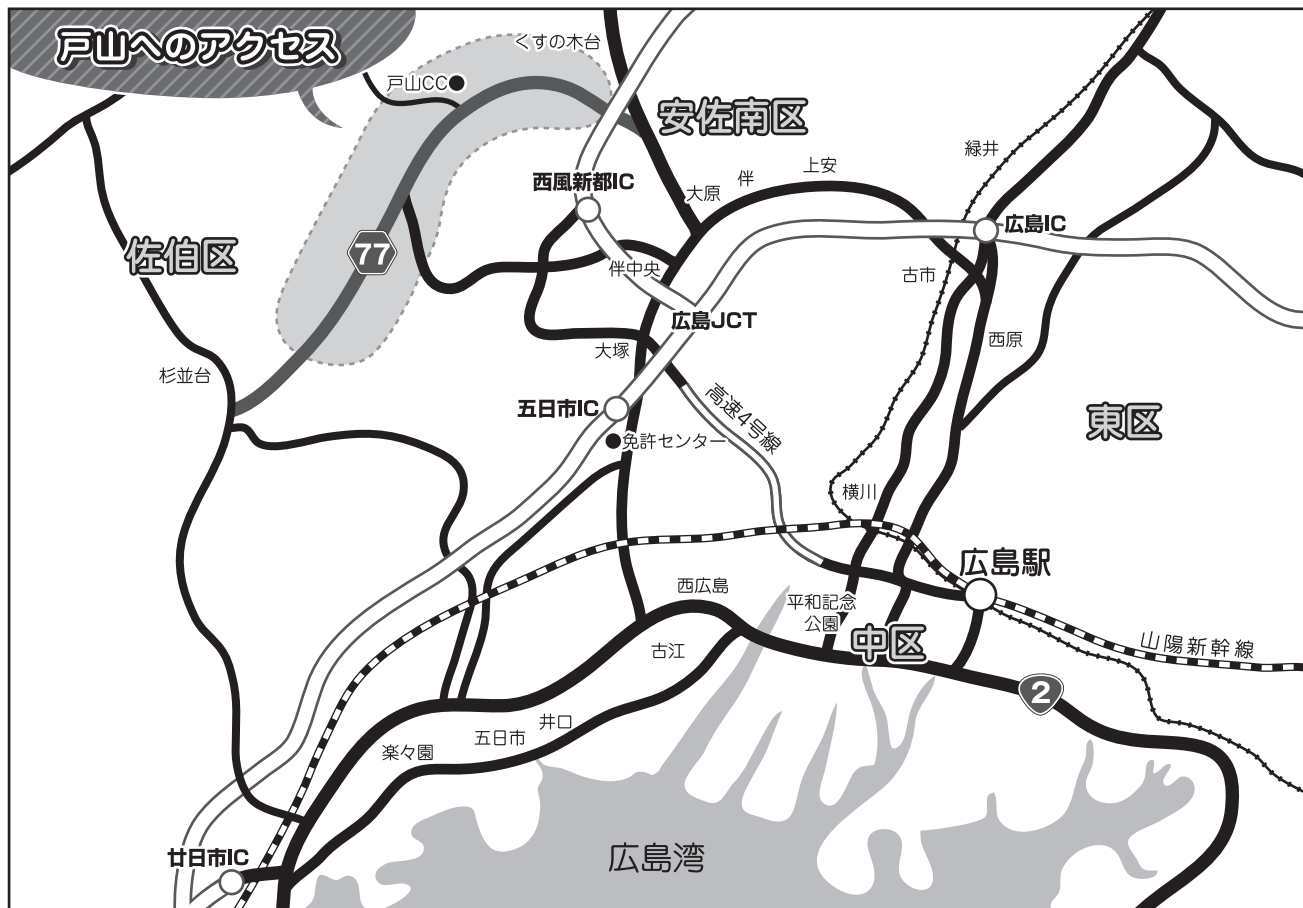 戸山へのアクセス
くすの木台
戸山CC
安佐南区
緑井
上安
伴
大原
西風新都IC
広島IC
佐伯区
77
伴中央
古市
広島JCT
西原
大塚
杉並台
高速4号線
五日市IC
東区
免許センター
横川
広島駅
西広島
平和記念
公園
中区
山陽新幹線
古江
2
井口
五日市
楽々園
広島湾
廿日市IC